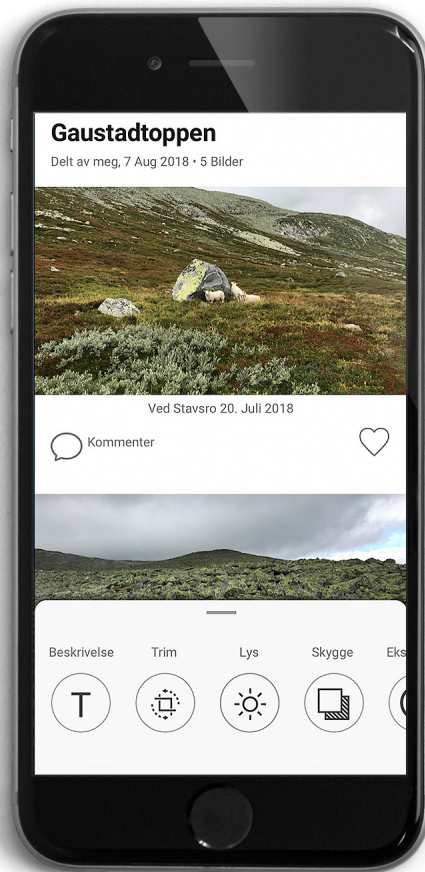 Gaustadtoppen
Delt av meg, 7 Aug 2018 • 5 Bilder
Ved Stavsro 20. Juli 2018
Kommenter
Beskrivelse Trim Lys Skygge Eks
T